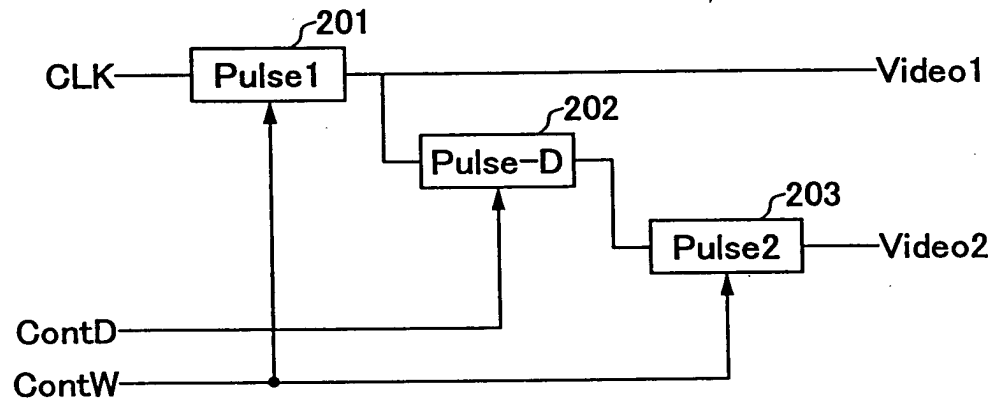 201
CLK
Pulse1
Video1
202
Pulse-D
203
Pulse2
Video2
ContD
ContW